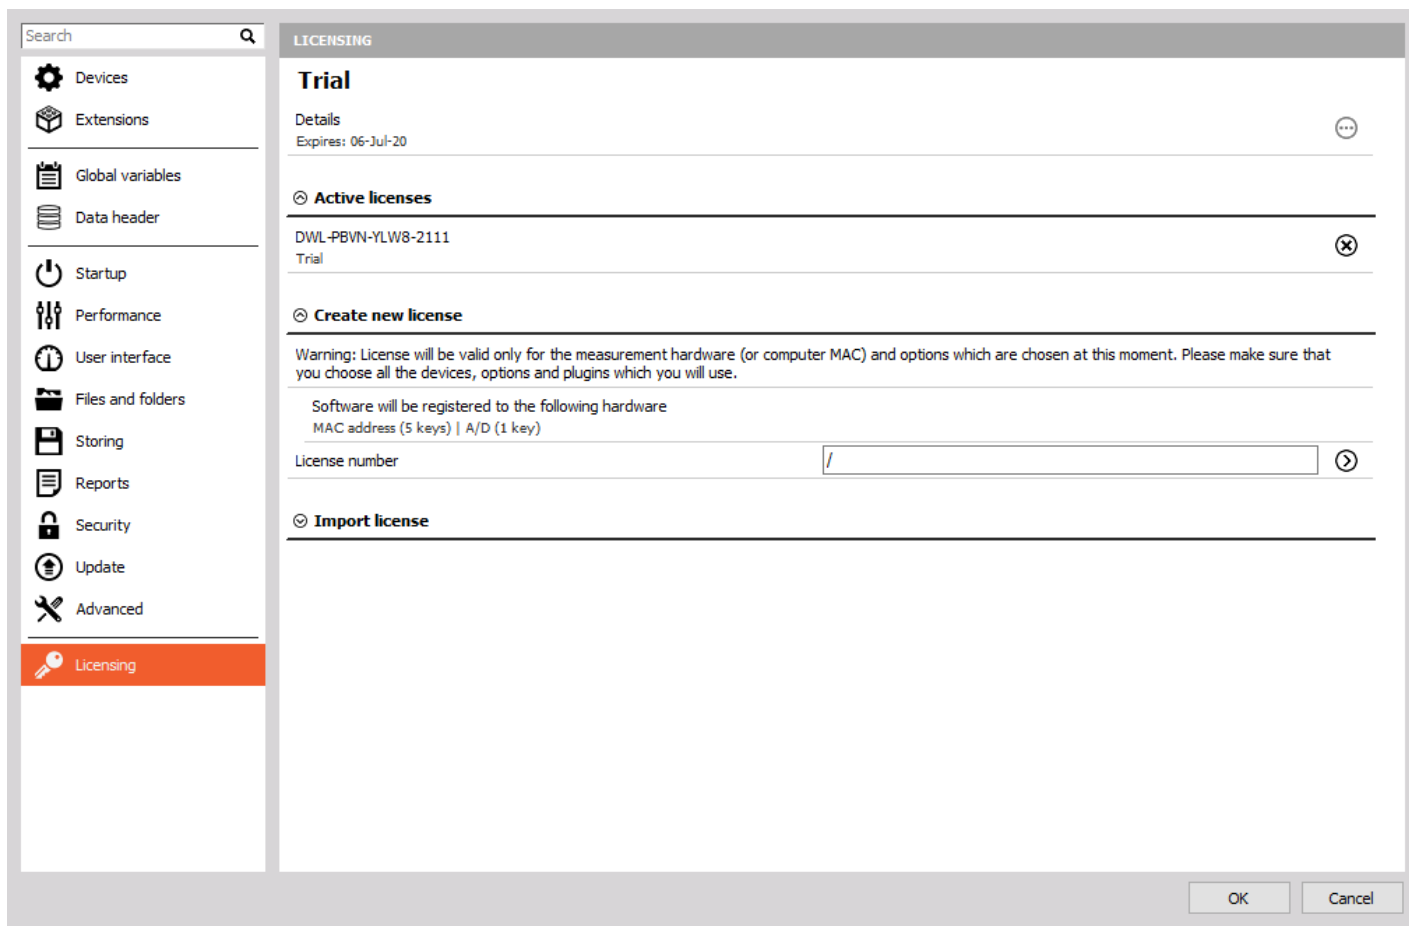 Search
Devices
Extensions
Global variables
Data header
Startup
Performance
User interface
Files and folders
Storing
Reports
Security
Update
Advanced
Licensing
LICENSING
Trial
Details
Expires: 06-Jul-20
Active licenses
DWL-PBVN-YLW8-2111
Trial
Create new license
Warning: License will be valid only for the measurement hardware (or computer MAC) and options which are chosen at this moment. Please make sure that
you choose all the devices, options and plugins which you will use.
Software will be registered to the following hardware
MAC address (5 keys) | A/D (1 key)
License number /
Import license
OK Cancel